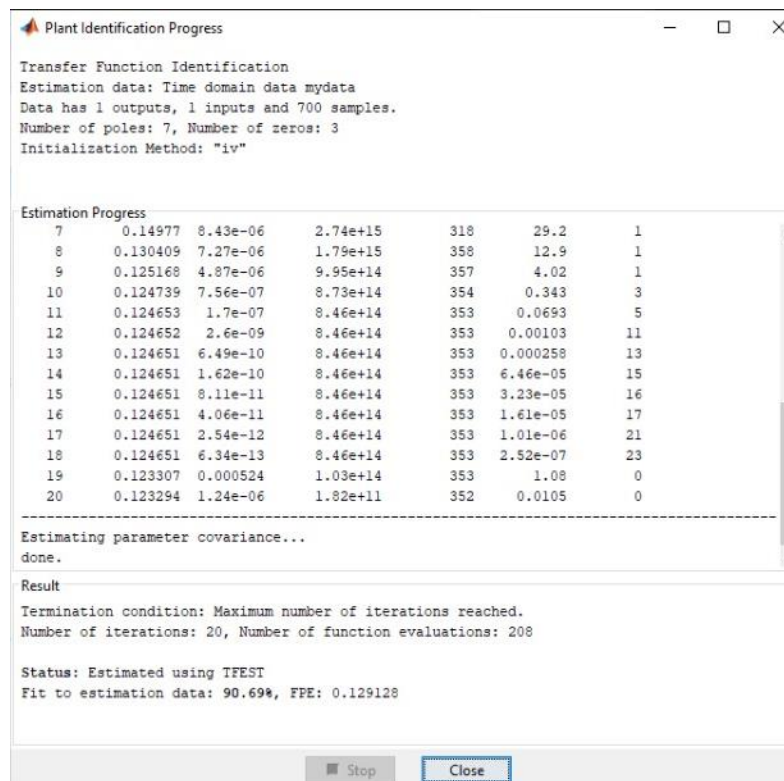 Plant Identification Progress
Transfer Function Identification
Estimation data: Time domain data mydata
Data has 1 outputs, 1 inputs and 700 samples.
Number of poles: 7, Number of zeros: 3
Initialization Method: "iv"
Estimation Progress
7 0.14977 8.43e-06 2.74e+15 318 29.2 1
8 0.130409 7.27e-06 1.79e+15 358 12.9 1
9 0.125168 4.87e-06 9.95e+14 357 4.02 1
10 0.124739 7.56e-07 8.73e+14 354 0.343 3
11 0.124653 1.7e-07 8.46e+14 353 0.0693 5
12 0.124652 2.6e-09 8.46e+14 353 0.00103 11
13 0.124651 6.49e-10 8.46e+14 353 0.000258 13
14 0.124651 1.62e-10 8.46e+14 353 6.46e-05 15
15 0.124651 8.11e-11 8.46e+14 353 3.23e-05 16
16 0.124651 4.06e-11 8.46e+14 353 1.61e-05 17
17 0.124651 2.54e-12 8.46e+14 353 1.01e-06 21
18 0.124651 6.34e-13 8.46e+14 353 2.52e-07 23
19 0.123307 0.000524 1.03e+14 353 1.08 0
20 0.123294 1.24e-06 1.82e+11 352 0.0105 0
Estimating parameter covariance...
done.
Result
Termination condition: Maximum number of iterations reached.
Number of iterations: 20, Number of function evaluations: 208
Status: Estimated using TFEST
Fit to estimation data: 90.69%, FPE: 0.129128
Stop Close